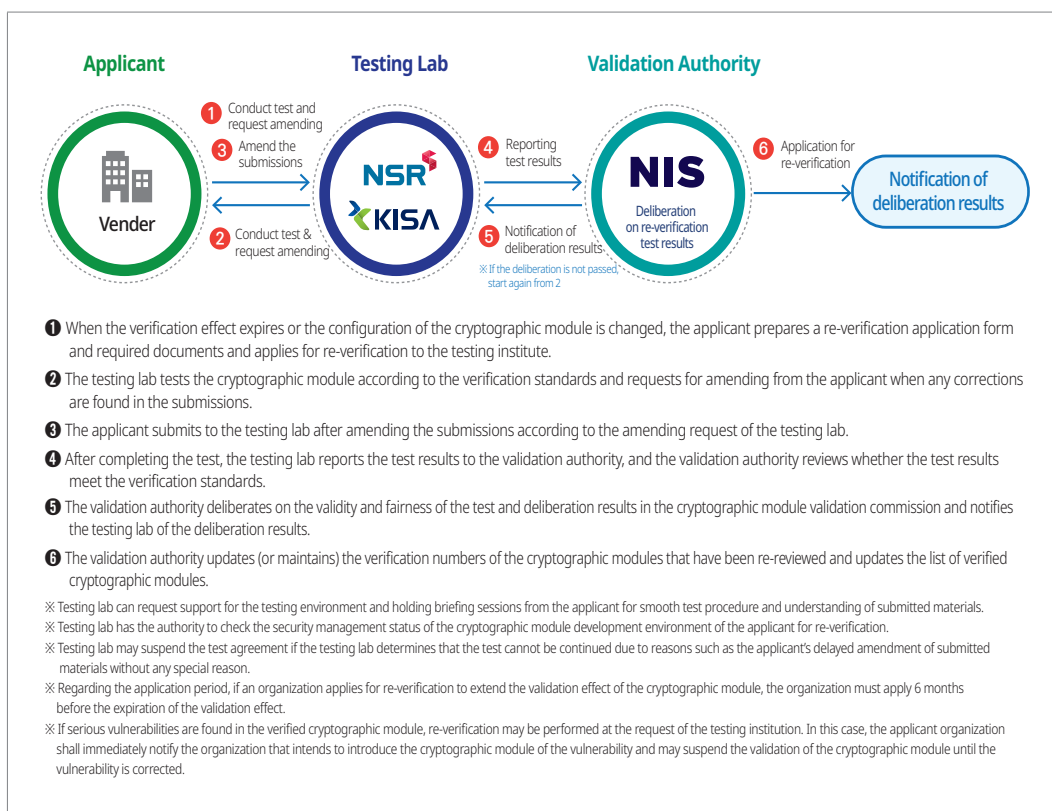 Applicant
Testing Lab
Validation Authority
1 Conduct test and
request amending
3 Amend the
submissions
4 Reporting
test results
6 Application for
re-verification
Vender
NSR
KISA
NIS
Deliberation
on re-verification
test results
Notification of
deliberation results
2 Conduct test &
request amending
5 Notification of
deliberation results
※ If the deliberation is not passed,
start again from 2
❶ When the verification effect expires or the configuration of the cryptographic module is changed, the applicant prepares a re-verification application form
and required documents and applies for re-verification to the testing institute.
❷ The testing lab tests the cryptographic module according to the verification standards and requests for amending from the applicant when any corrections
are found in the submissions.
❸ The applicant submits to the testing lab after amending the submissions according to the amending request of the testing lab.
❹ After completing the test, the testing lab reports the test results to the validation authority, and the validation authority reviews whether the test results
meet the verification standards.
❺ The validation authority deliberates on the validity and fairness of the test and deliberation results in the cryptographic module validation commission and notifies
the testing lab of the deliberation results.
❻ The validation authority updates (or maintains) the verification numbers of the cryptographic modules that have been re-reviewed and updates the list of verified
cryptographic modules.
※ Testing lab can request support for the testing environment and holding briefing sessions from the applicant for smooth test procedure and understanding of submitted materials.
※ Testing lab has the authority to check the security management status of the cryptographic module development environment of the applicant for re-verification.
※ Testing lab may suspend the test agreement if the testing lab determines that the test cannot be continued due to reasons such as the applicant's delayed amendment of submitted
materials without any special reason.
※ Regarding the application period, if an organization applies for re-verification to extend the validation effect of the cryptographic module, the organization must apply 6 months
before the expiration of the validation effect.
※ If serious vulnerabilities are found in the verified cryptographic module, re-verification may be performed at the request of the testing institution. In this case, the applicant organization
shall immediately notify the organization that intends to introduce the cryptographic module of the vulnerability and may suspend the validation of the cryptographic module until the
vulnerability is corrected.